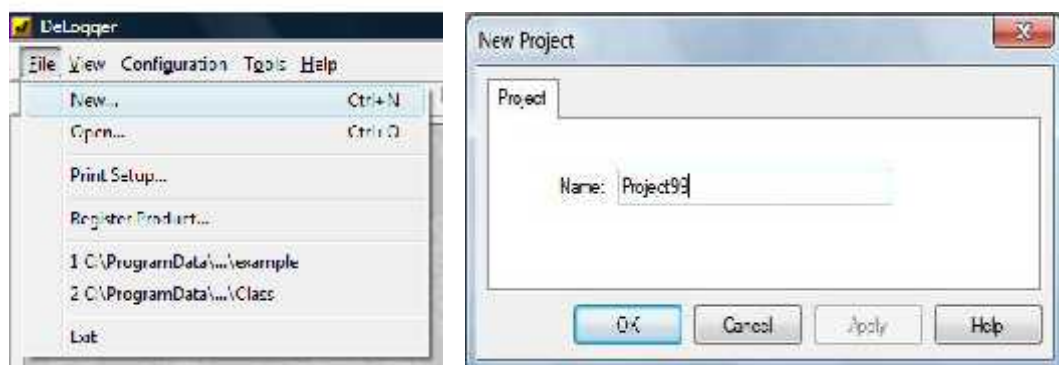 DeLogger
File View Configuration Tools Help
New... Ctrl+N
Open... Ctrl+O
Print Setup...
Register Product...
1 C:\ProgramData\...\example
2 C:\ProgramData\...\Class
Exit
New Project
Project
Name: Project99
OK Cancel Apply Help